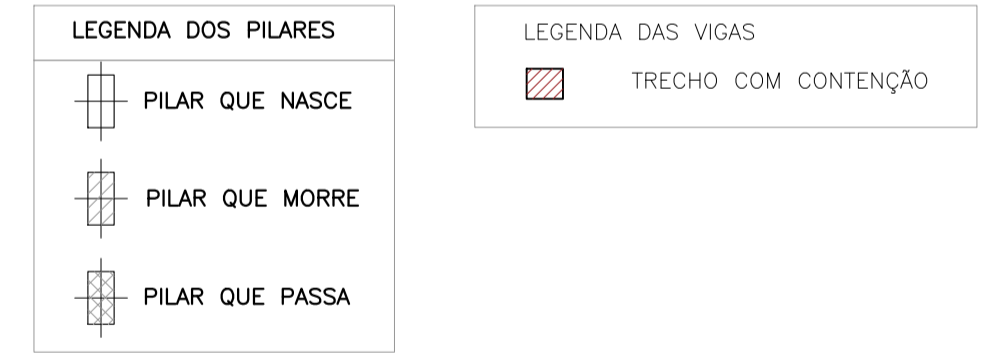 LEGENDA DOS PILARES
PILAR QUE NASCE
PILAR QUE MORRE
PILAR QUE PASSA
LEGENDA DAS VIGAS
TRECHO COM CONTENÇÃO